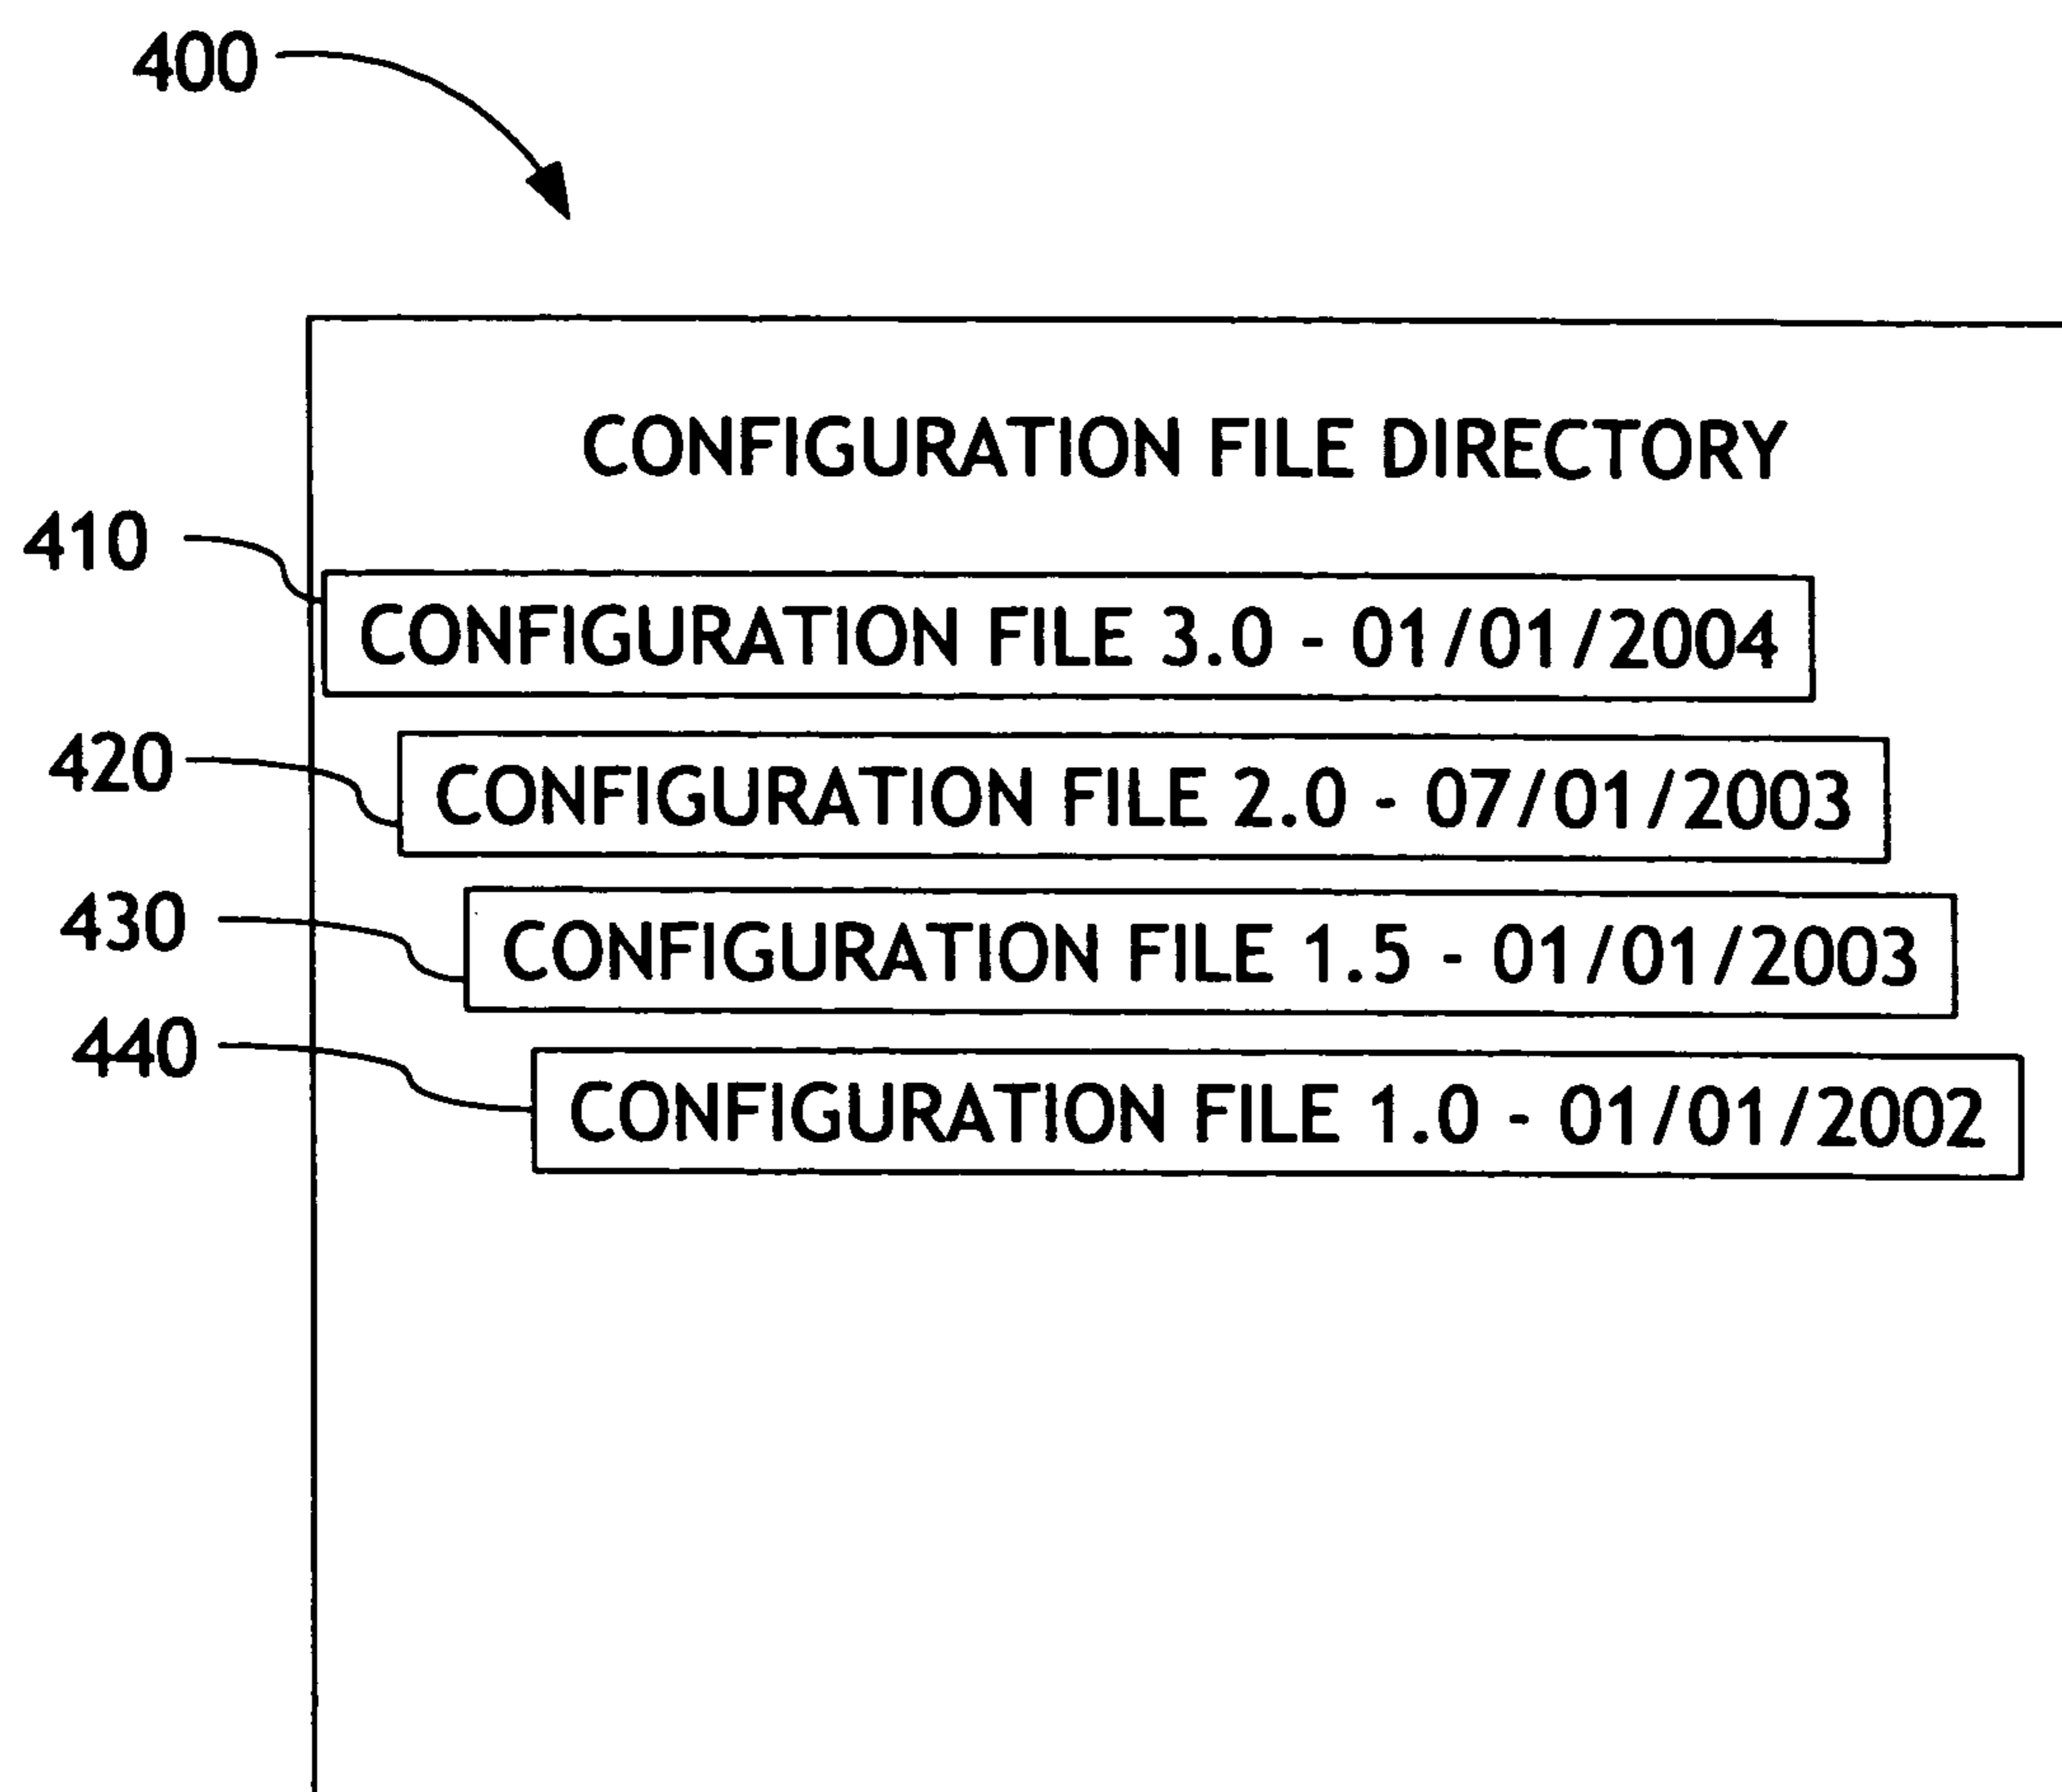 400
CONFIGURATION FILE DIRECTORY
410
CONFIGURATION FILE 3.0 - 01/01/2004
420
CONFIGURATION FILE 2.0 - 07/01/2003
430
CONFIGURATION FILE 1.5 - 01/01/2003
440
CONFIGURATION FILE 1.0 - 01/01/2002